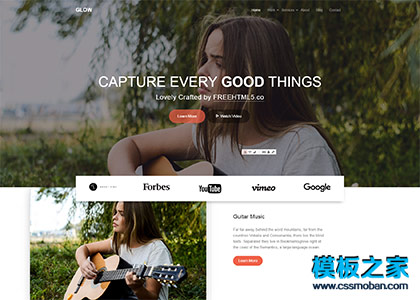 GLOW
Home Work Services About Blog Contact
CAPTURE EVERY GOOD THINGS
Lovely Crafted by FREEHTML5.co
Learn More Watch Video
Forbes YouTube vimeo Google
Guitar Music
Far far away, behind the word mountains, far from the
countries Vokalia and Consonantia, there live the blind
texts. Separated they live in Bookmarksgrove right at
the coast of the Semantics, a large language ocean.
Learn More
模板之家
www.cssmoban.com